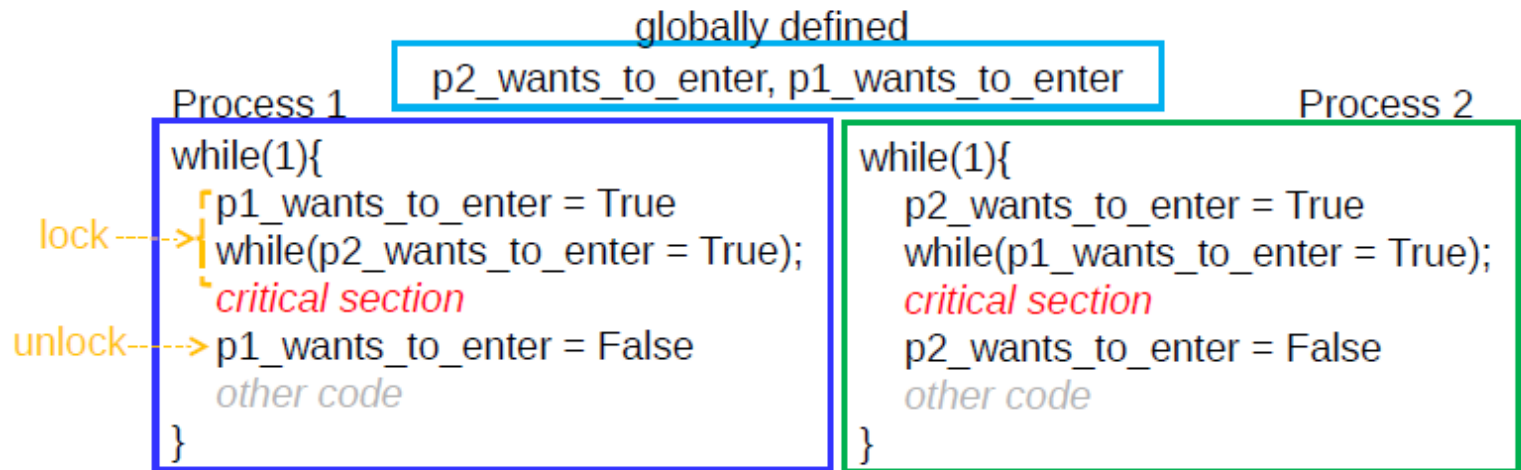 globally defined
p2_wants_to_enter, p1_wants_to_enter
Process 1
while(1){
p1_wants_to_enter = True
while(p2_wants_to_enter = True);
critical section
p1_wants_to_enter = False
other code
}
lock
unlock
Process 2
while(1){
p2_wants_to_enter = True
while(p1_wants_to_enter = True);
critical section
p2_wants_to_enter = False
other code
}